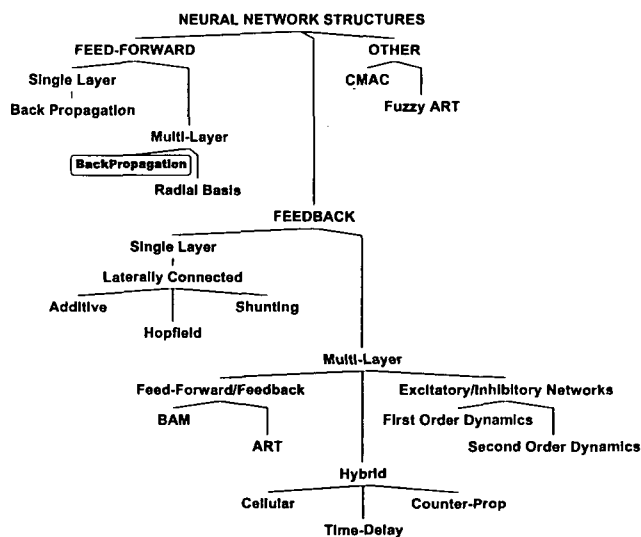 NEURAL NETWORK STRUCTURES
FEED-FORWARD
OTHER
Single Layer
CMAC
Back Propagation
Fuzzy ART
Multi-Layer
BackPropagation
Radial Basis
FEEDBACK
Single Layer
Laterally Connected
Additive
Shunting
Hopfield
Multi-Layer
Feed-Forward/Feedback
Excitatory/Inhibitory Networks
BAM
First Order Dynamics
ART
Second Order Dynamics
Hybrid
Cellular
Counter-Prop
Time-Delay